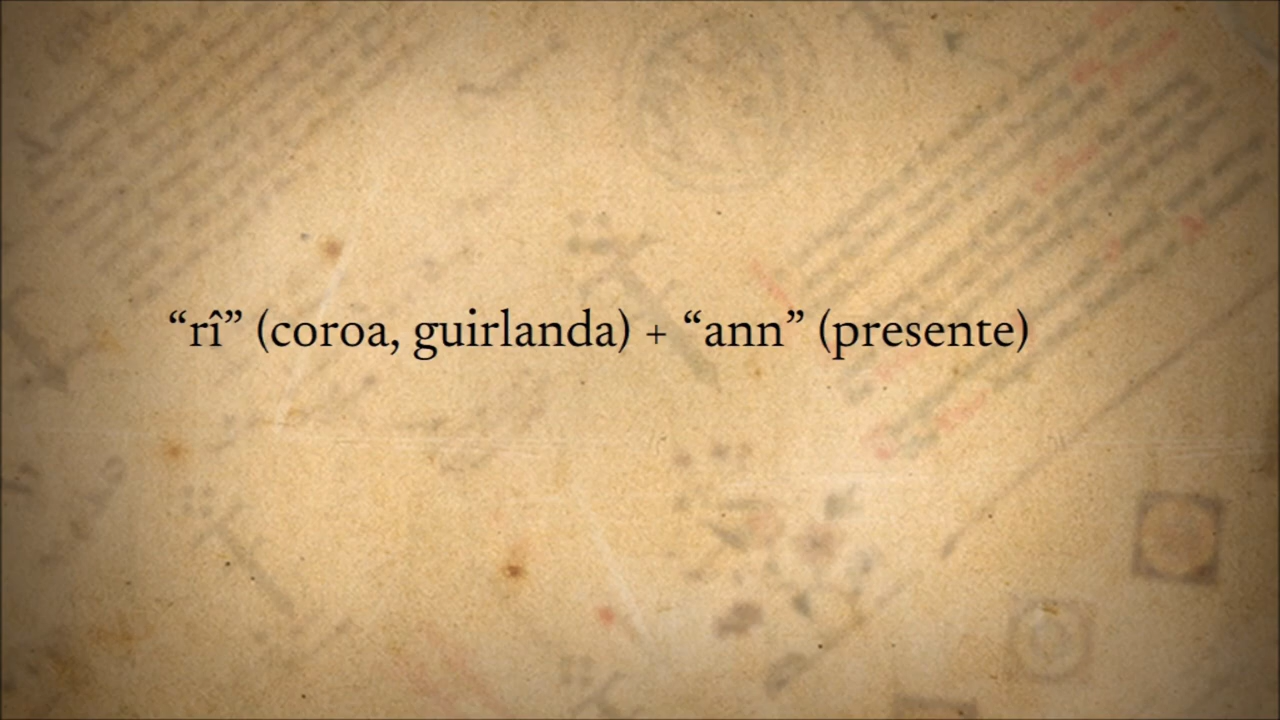 “rî” (coroa, guirlanda) + “ann” (presente)